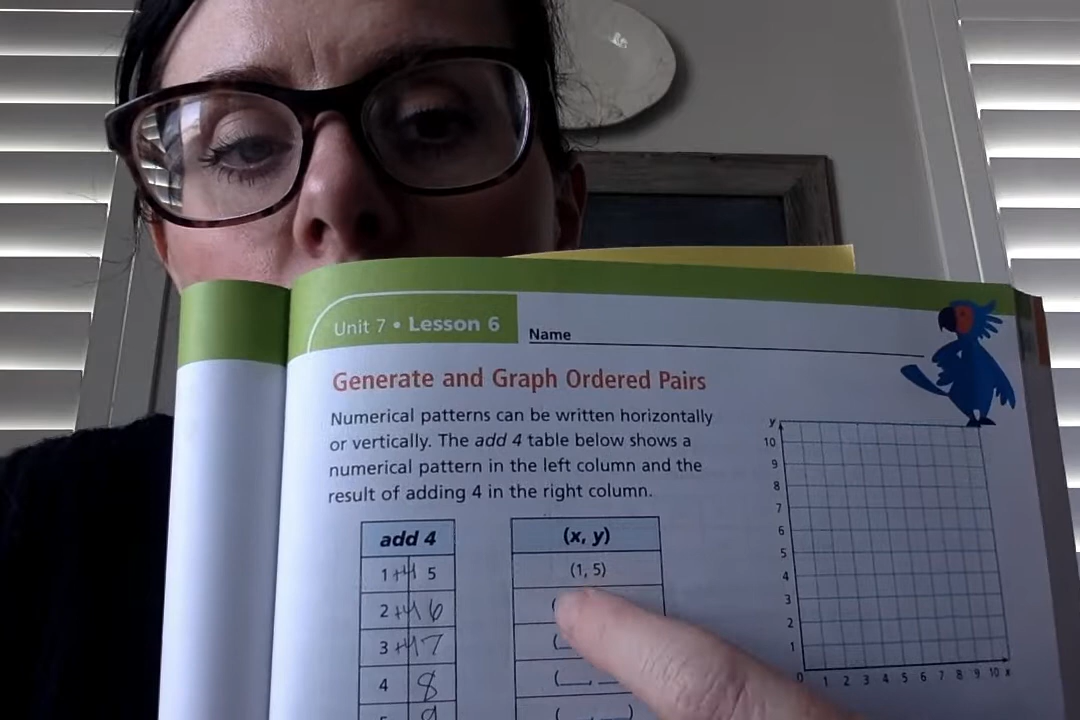 Unit 7 • Lesson 6
Name
Generate and Graph Ordered Pairs
Numerical patterns can be written horizontally
or vertically. The add 4 table below shows a
numerical pattern in the left column and the
result of adding 4 in the right column.
add 4
1 +4 5
2 +4 6
3 +4 7
4 8
(x, y)
(1, 5)
(
(
(__, __
(__, __)
y
10
9
8
7
6
5
4
3
2
1
0 1 2 3 4 5 6 7 8 9 10 x